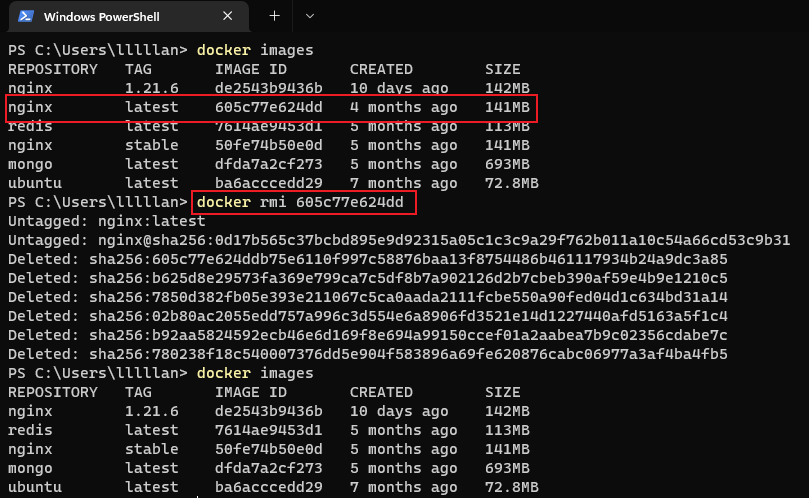 Windows PowerShell
PS C:\Users\lllllan> docker images
REPOSITORY TAG IMAGE ID CREATED SIZE
nginx 1.21.6 de2543b9436b 10 days ago 142MB
nginx latest 605c77e624dd 4 months ago 141MB
redis latest 7614ae9453d1 5 months ago 113MB
nginx stable 50fe74b50e0d 5 months ago 141MB
mongo latest dfda7a2cf273 5 months ago 693MB
ubuntu latest ba6acccedd29 7 months ago 72.8MB
PS C:\Users\lllllan> docker rmi 605c77e624dd
Untagged: nginx:latest
Untagged: nginx@sha256:0d17b565c37bcbd895e9d92315a05c1c3c9a29f762b011a10c54a66cd53c9b31
Deleted: sha256:605c77e624ddb75e6110f997c58876baa13f8754486b461117934b24a9dc3a85
Deleted: sha256:b625d8e29573fa369e799ca7c5df8b7a902126d2b7cbeb390af59e4b9e1210c5
Deleted: sha256:7850d382fb05e393e211067c5ca0aada2111fcbe550a90fed04d1c634bd31a14
Deleted: sha256:02b80ac2055edd757a996c3d554e6a8906fd3521e14d1227440afd5163a5f1c4
Deleted: sha256:b92aa5824592ecb46e6d169f8e694a99150ccef01a2aabea7b9c02356cdabe7c
Deleted: sha256:780238f18c540007376dd5e904f583896a69fe620876cabc06977a3af4ba4fb5
PS C:\Users\lllllan> docker images
REPOSITORY TAG IMAGE ID CREATED SIZE
nginx 1.21.6 de2543b9436b 10 days ago 142MB
redis latest 7614ae9453d1 5 months ago 113MB
nginx stable 50fe74b50e0d 5 months ago 141MB
mongo latest dfda7a2cf273 5 months ago 693MB
ubuntu latest ba6acccedd29 7 months ago 72.8MB